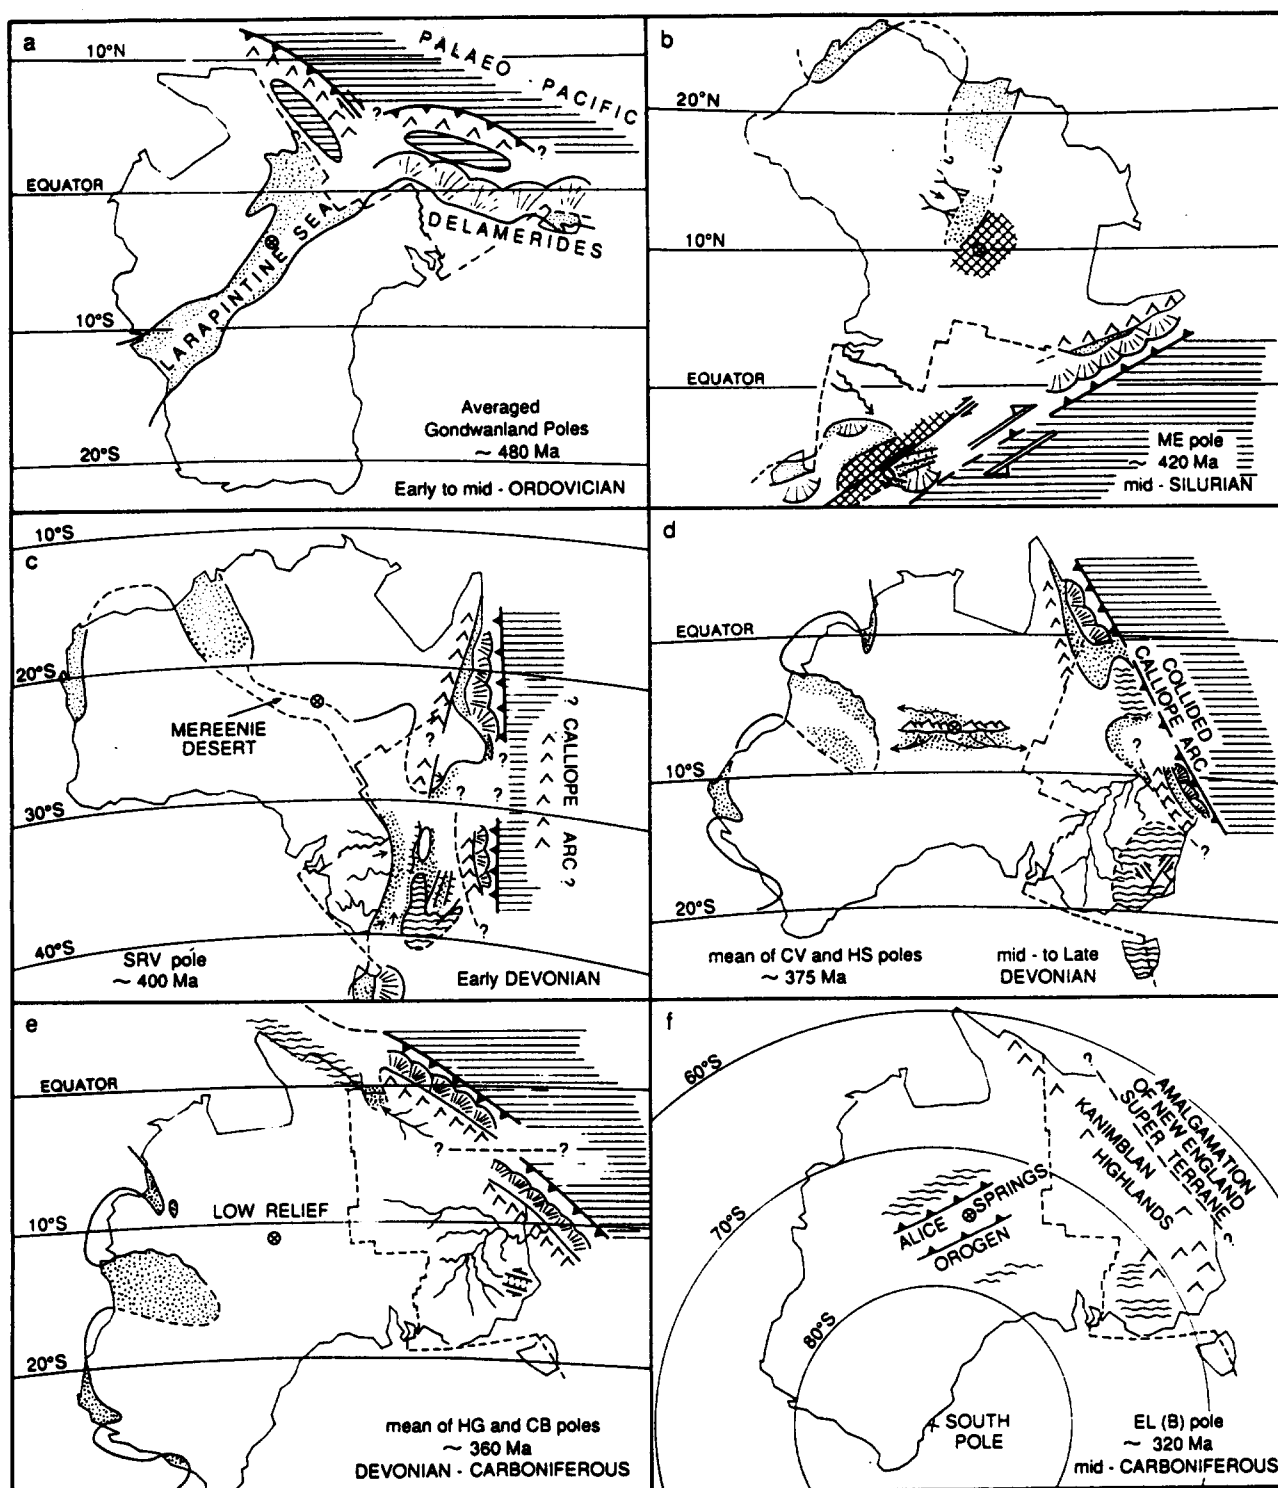 a
10°N
PALAEO - PACIFIC
?
?
EQUATOR
LARAPINTINE SEA
DELAMERIDES
?
10°S
20°S
Averaged
Gondwanland Poles
~ 480 Ma
Early to mid - ORDOVICIAN
b
20°N
?
?
10°N
EQUATOR
ME pole
~ 420 Ma
mid - SILURIAN
c
10°S
20°S
MEREENIE
DESERT
? CALLIOPE ARC ?
?
?
?
?
?
30°S
40°S
SRV pole
~ 400 Ma
Early DEVONIAN
d
EQUATOR
COLLIDED
CALLIOPE ARC
?
10°S
?
20°S
mean of CV and HS poles
~ 375 Ma
mid - to Late
DEVONIAN
e
EQUATOR
?
?
LOW RELIEF
10°S
20°S
mean of HG and CB poles
~ 360 Ma
DEVONIAN - CARBONIFEROUS
f
60°S
?
AMALGAMATION
OF NEW ENGLAND
SUPER TERRANE
KANIMBLAN
HIGHLANDS
?
70°S
ALICE SPRINGS
OROGEN
80°S
SOUTH
POLE
EL (B) pole
~ 320 Ma
mid - CARBONIFEROUS